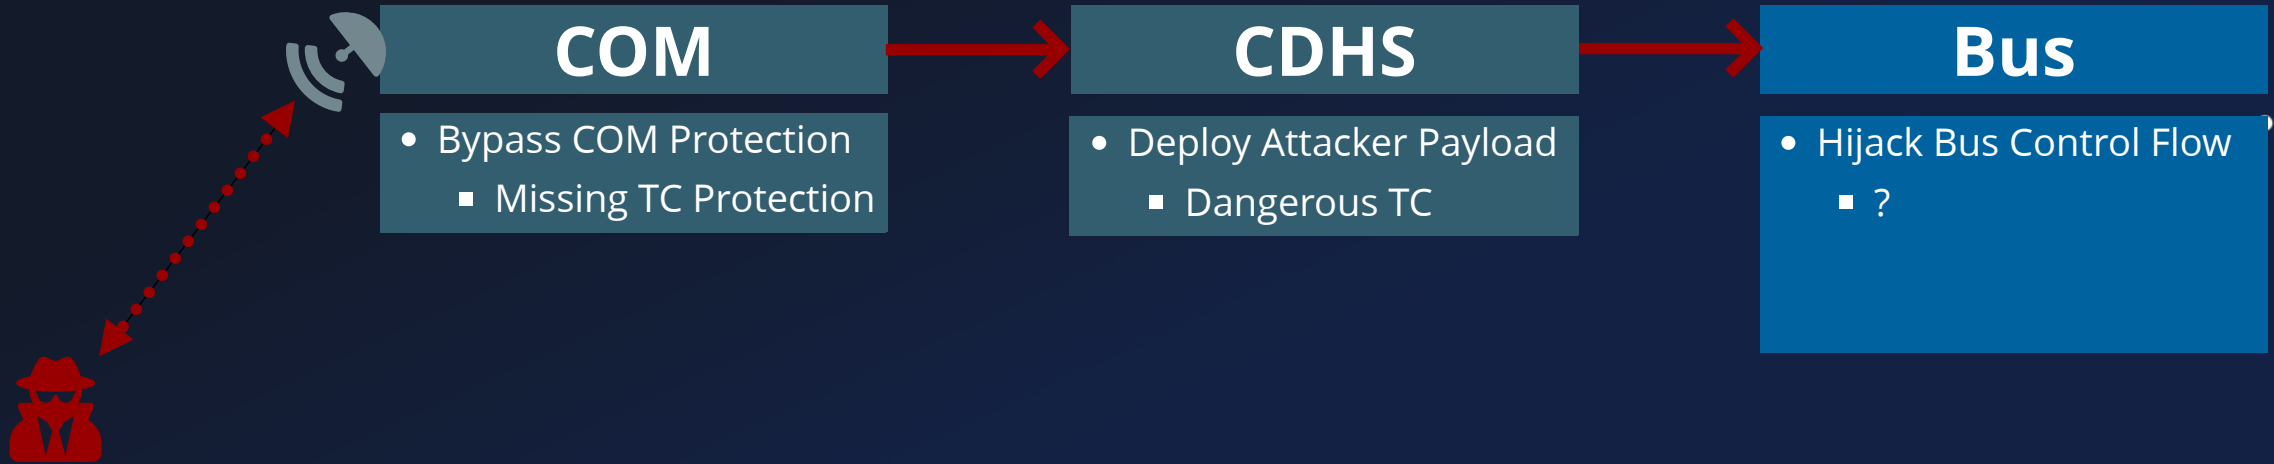 COM
Bypass COM Protection
Missing TC Protection
CDHS
Deploy Attacker Payload
Dangerous TC
Bus
Hijack Bus Control Flow
?